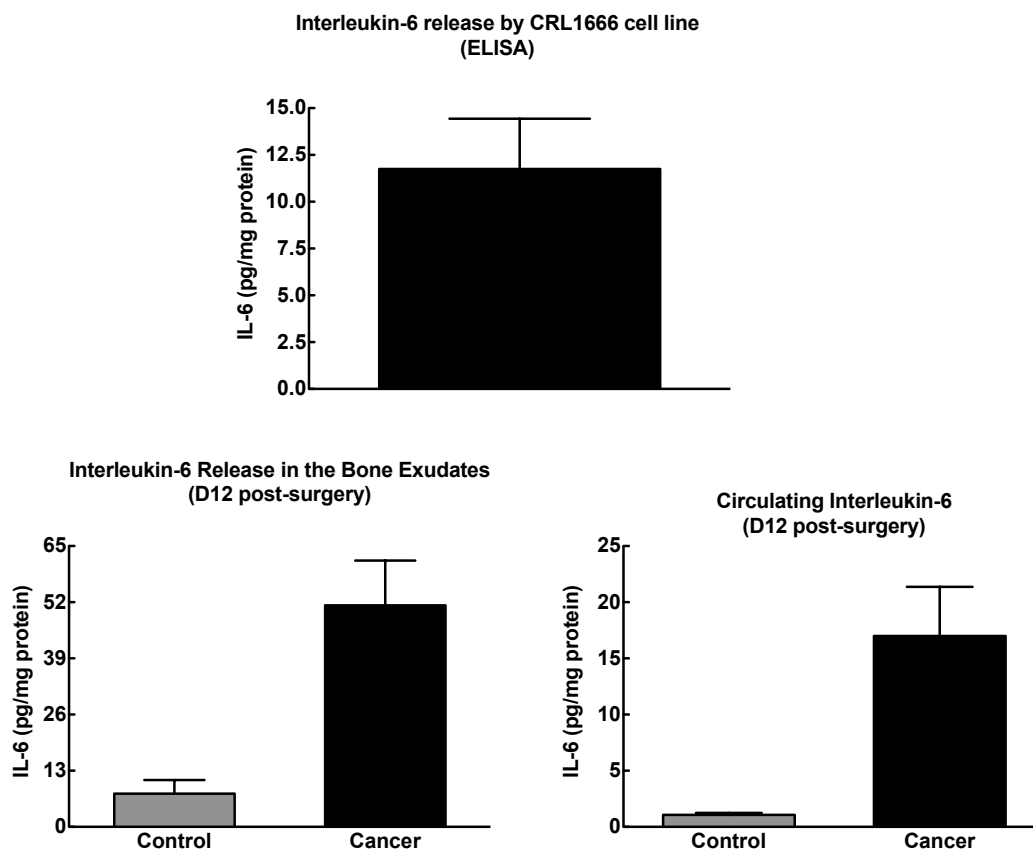 Interleukin-6 release by CRL1666 cell line
(ELISA)
15.0
12.5
10.0
7.5
5.0
2.5
0.0
IL-6 (pg/mg protein)
Interleukin-6 Release in the Bone Exudates
(D12 post-surgery)
65
52
39
26
13
0
IL-6 (pg/mg protein)
Control
Cancer
Circulating Interleukin-6
(D12 post-surgery)
25
20
15
10
5
0
IL-6 (pg/mg protein)
Control
Cancer